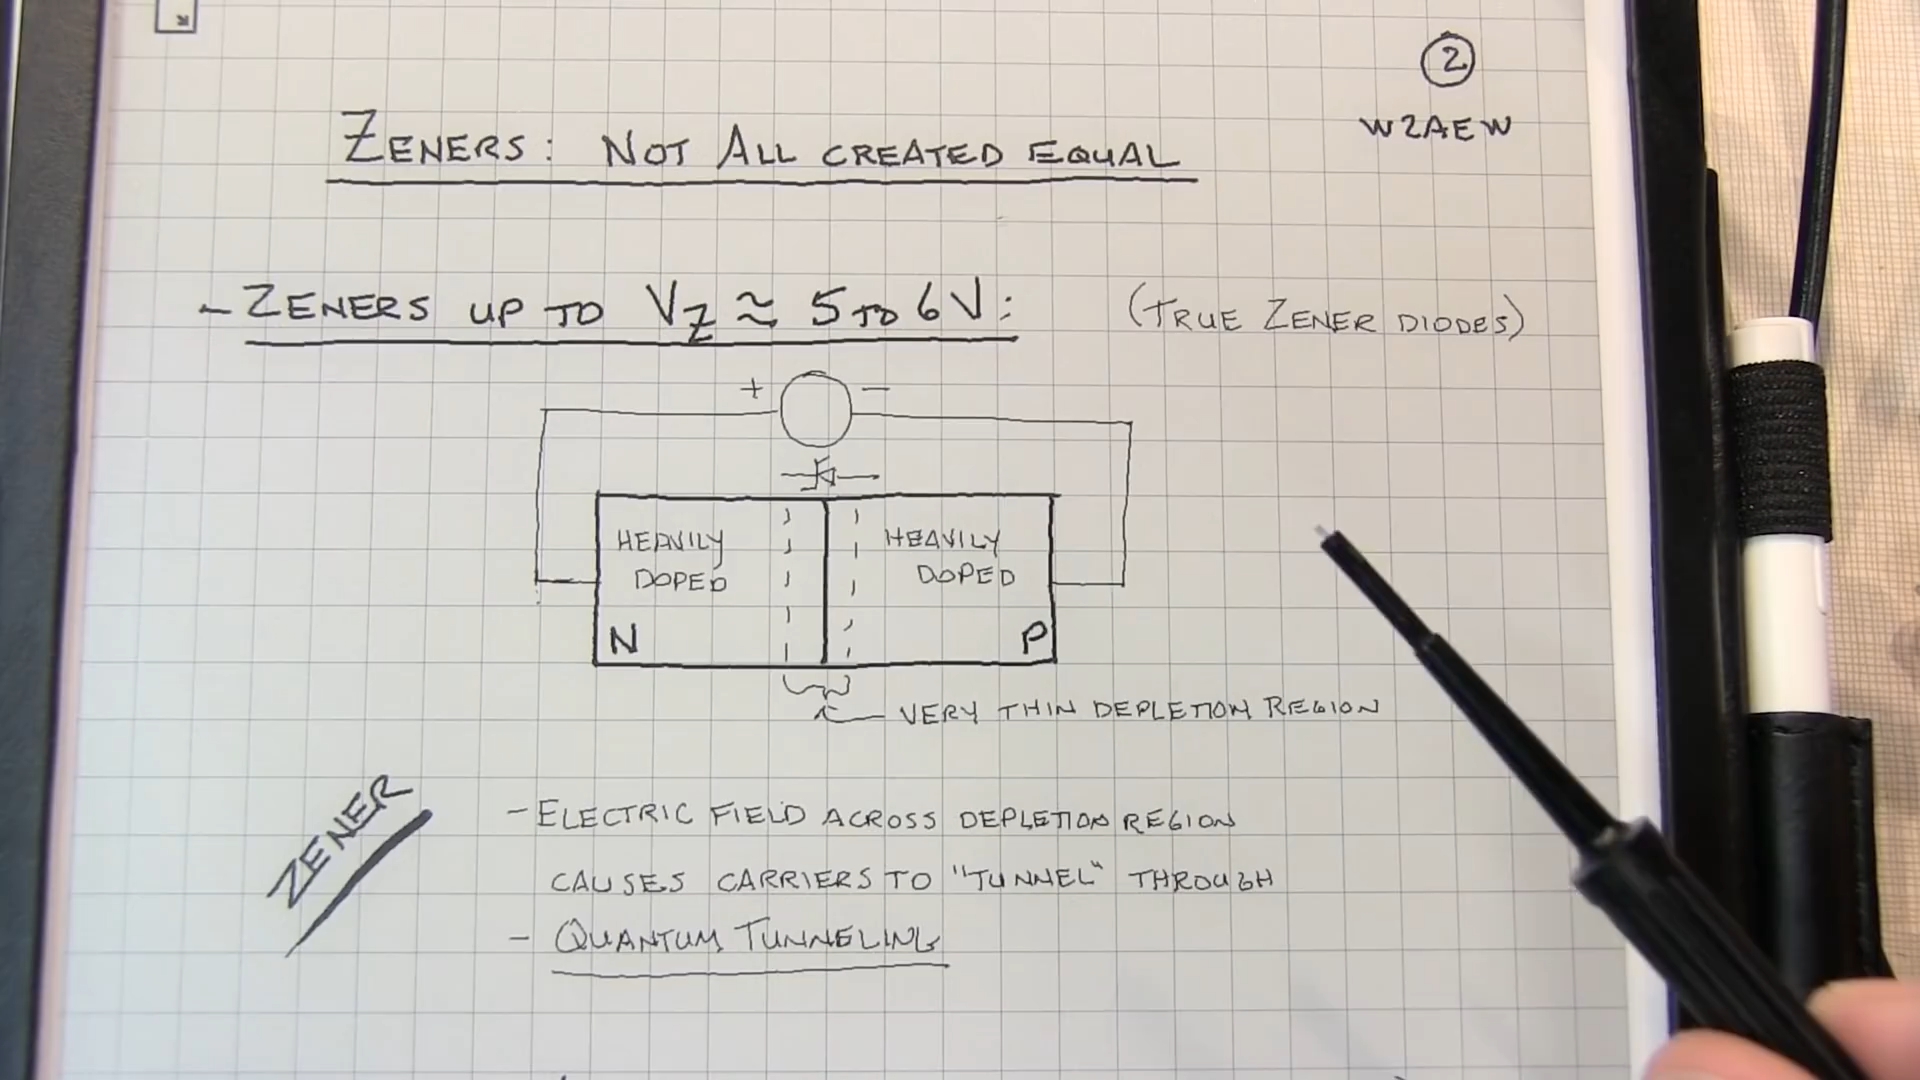 2
W2AEW
ZENERS: NOT ALL CREATED EQUAL
- ZENERS UP TO VZ ≈ 5 TO 6V: (TRUE ZENER DIODES)
+ -
HEAVILY DOPED
N
HEAVILY DOPED
P
VERY THIN DEPLETION REGION
ZENER
- ELECTRIC FIELD ACROSS DEPLETION REGION
CAUSES CARRIERS TO "TUNNEL" THROUGH
- QUANTUM TUNNELING